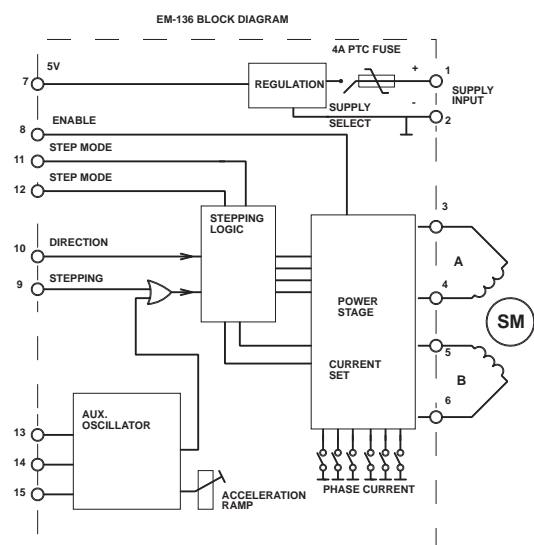 EM-136 BLOCK DIAGRAM
4A PTC FUSE
5V
7
REGULATION
+
1
SUPPLY
INPUT
-
2
SUPPLY
SELECT
ENABLE
8
STEP MODE
11
STEP MODE
12
STEPPING
LOGIC
3
DIRECTION
10
A
STEPPING
9
4
POWER
STAGE
SM
5
CURRENT
SET
B
6
AUX.
OSCILLATOR
13
14
15
ACCELERATION
RAMP
PHASE CURRENT